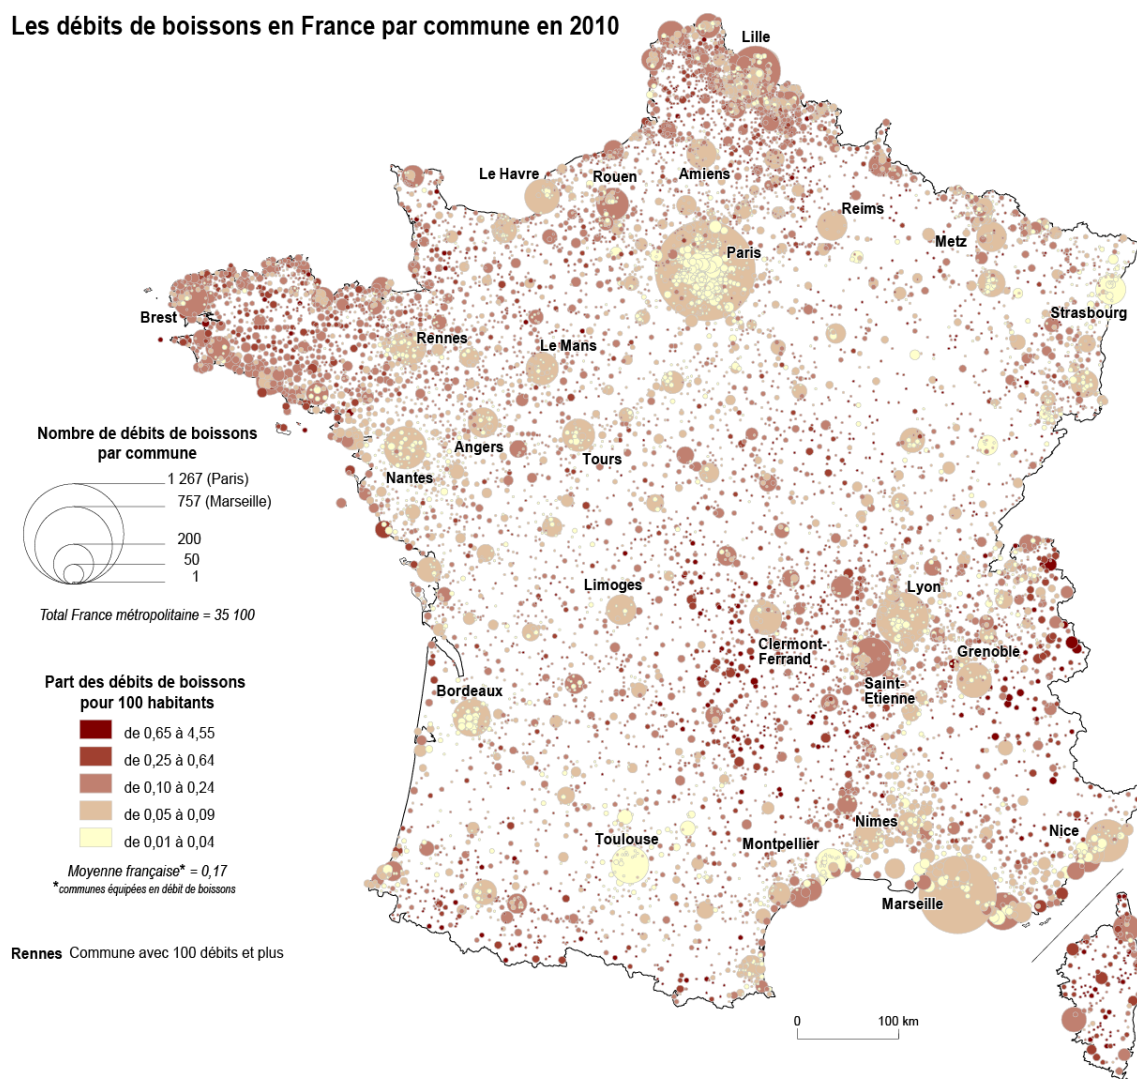 Les débits de boissons en France par commune en 2010
Lille
Le Havre
Rouen
Amiens
Reims
Metz
Paris
Strasbourg
Brest
Rennes
Le Mans
Angers
Tours
Nantes
Limoges
Lyon
Clermont-
Ferrand
Grenoble
Saint-
Etienne
Bordeaux
Toulouse
Montpellier
Nimes
Nice
Marseille
Nombre de débits de boissons
par commune
1 267 (Paris)
757 (Marseille)
200
50
1
Total France métropolitaine = 35 100
Part des débits de boissons
pour 100 habitants
de 0,65 à 4,55
de 0,25 à 0,64
de 0,10 à 0,24
de 0,05 à 0,09
de 0,01 à 0,04
Moyenne française* = 0,17
*communes équipées en débit de boissons
Rennes Commune avec 100 débits et plus
0 100 km